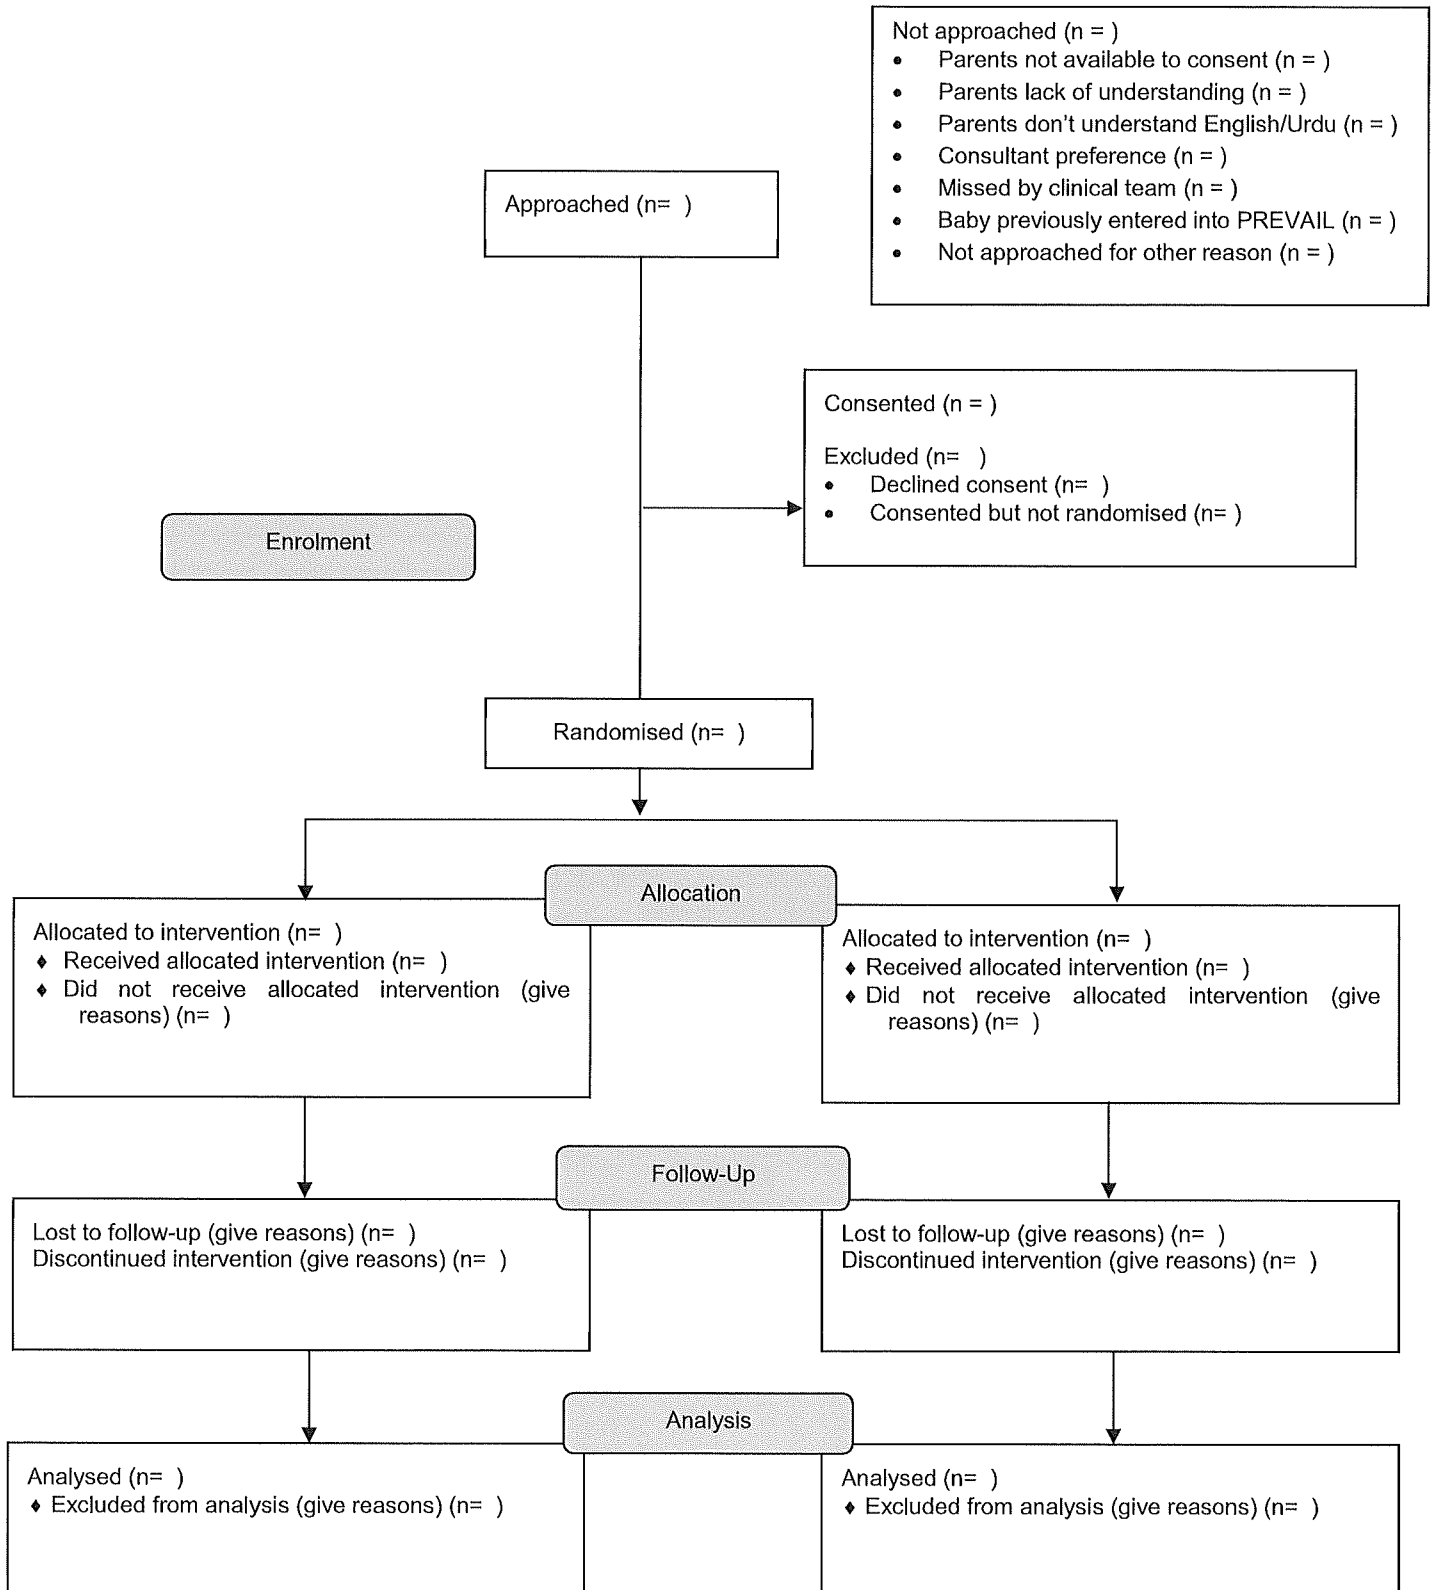 Not approached (n = )
• Parents not available to consent (n = )
• Parents lack of understanding (n = )
• Parents don't understand English/Urdu (n = )
• Consultant preference (n = )
• Missed by clinical team (n = )
• Baby previously entered into PREVAIL (n = )
• Not approached for other reason (n = )
Approached (n= )
Consented (n = )
Excluded (n= )
• Declined consent (n= )
• Consented but not randomised (n= )
Enrolment
Randomised (n= )
Allocation
Allocated to intervention (n= )
♦ Received allocated intervention (n= )
♦ Did not receive allocated intervention (give
reasons) (n= )
Allocated to intervention (n= )
♦ Received allocated intervention (n= )
♦ Did not receive allocated intervention (give
reasons) (n= )
Follow-Up
Lost to follow-up (give reasons) (n= )
Discontinued intervention (give reasons) (n= )
Lost to follow-up (give reasons) (n= )
Discontinued intervention (give reasons) (n= )
Analysis
Analysed (n= )
♦ Excluded from analysis (give reasons) (n= )
Analysed (n= )
♦ Excluded from analysis (give reasons) (n= )